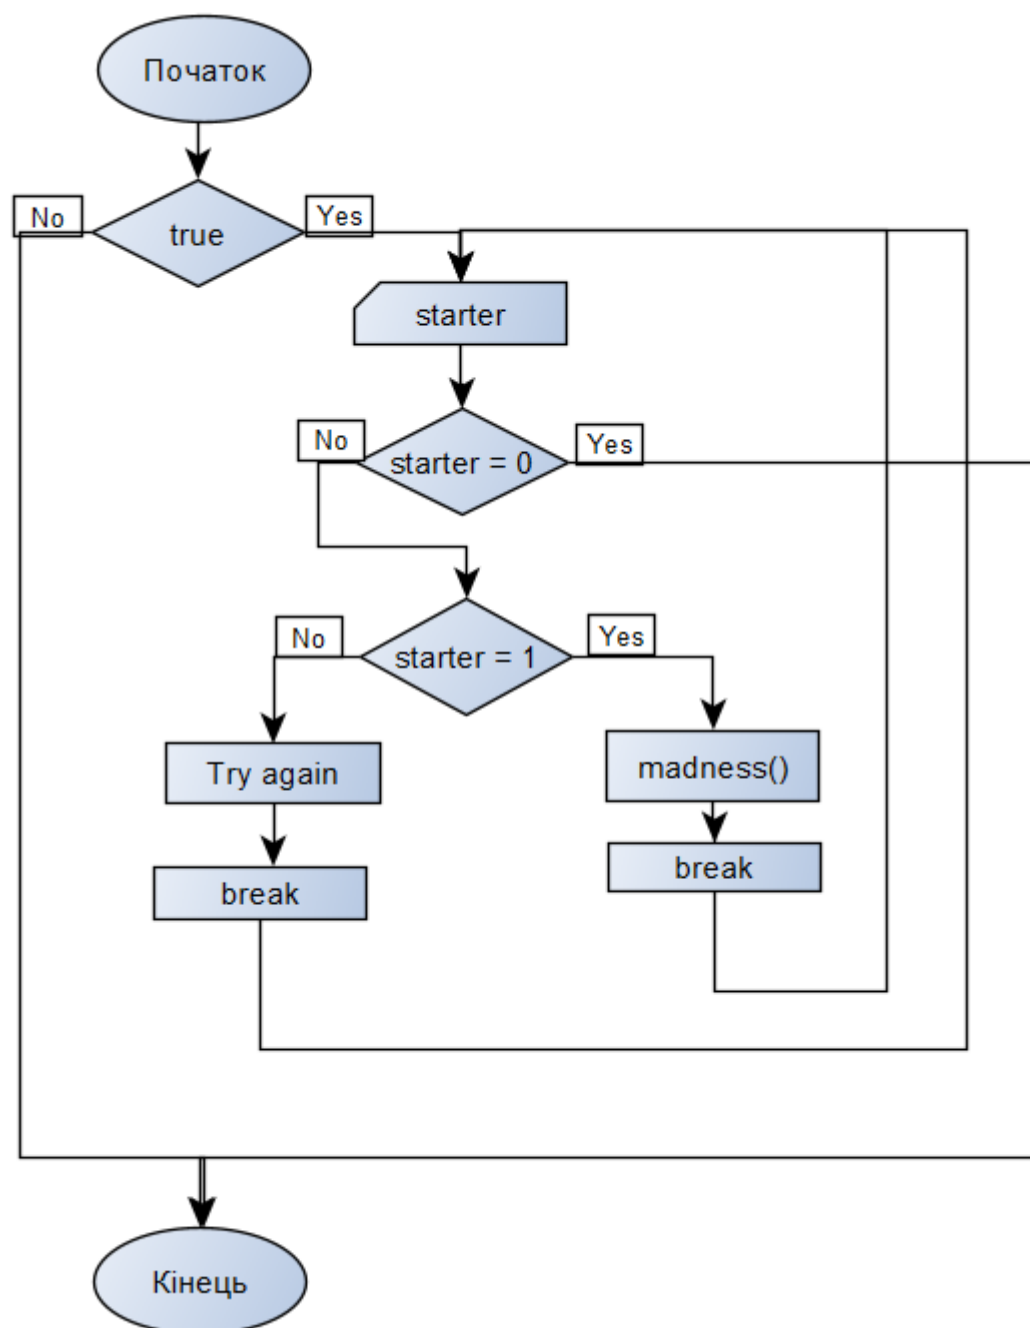 Початок
No
true
Yes
starter
No
starter = 0
Yes
No
starter = 1
Yes
Try again
madness()
break
break
Кінець